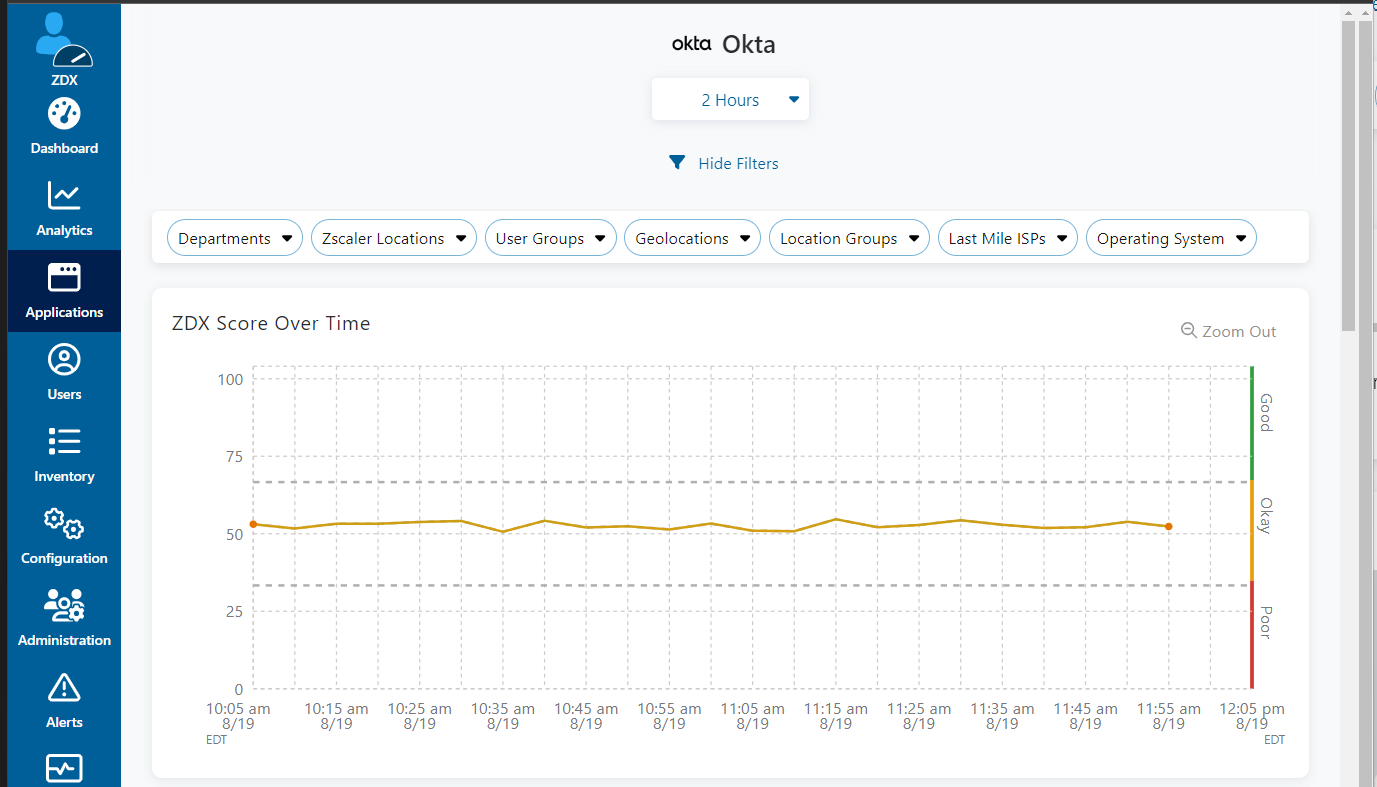 okta Okta
2 Hours
Hide Filters
ZDX
Dashboard
Analytics
Applications
Users
Inventory
Configuration
Administration
Alerts
Departments Zscaler Locations User Groups Geolocations Location Groups Last Mile ISPs Operating System
ZDX Score Over Time
Zoom Out
100
75
50
25
0
Good
Okay
Poor
10:05 am 10:15 am 10:25 am 10:35 am 10:45 am 10:55 am 11:05 am 11:15 am 11:25 am 11:35 am 11:45 am 11:55 am 12:05 pm
8/19 8/19 8/19 8/19 8/19 8/19 8/19 8/19 8/19 8/19 8/19 8/19 8/19
EDT EDT